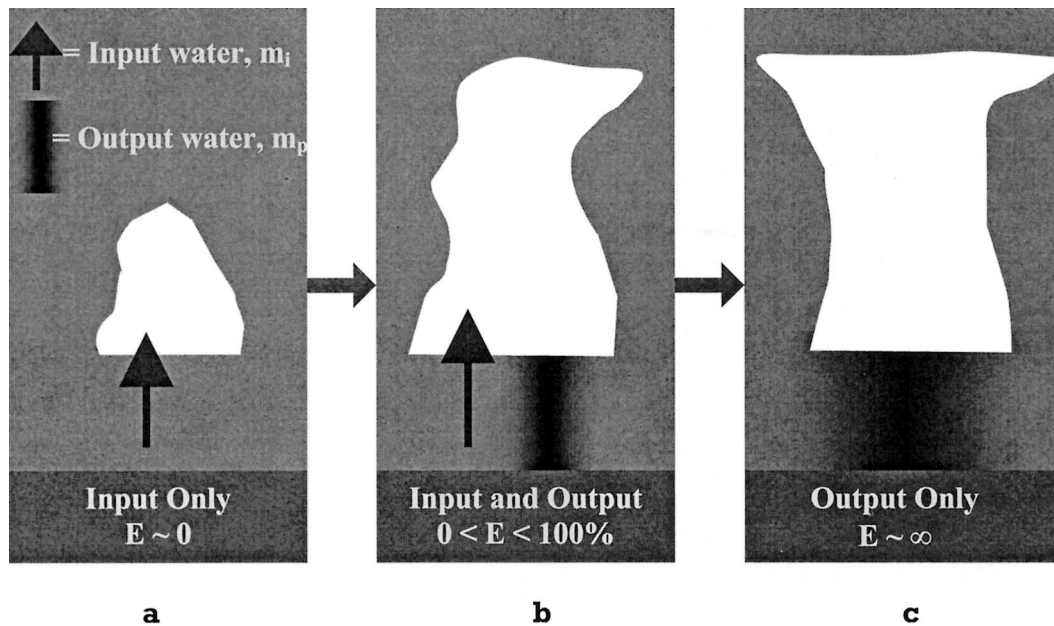 = Input water, mᵢ
= Output water, mₚ
Input Only
E ~ 0
Input and Output
0 < E < 100%
Output Only
E ~ ∞
a
b
c